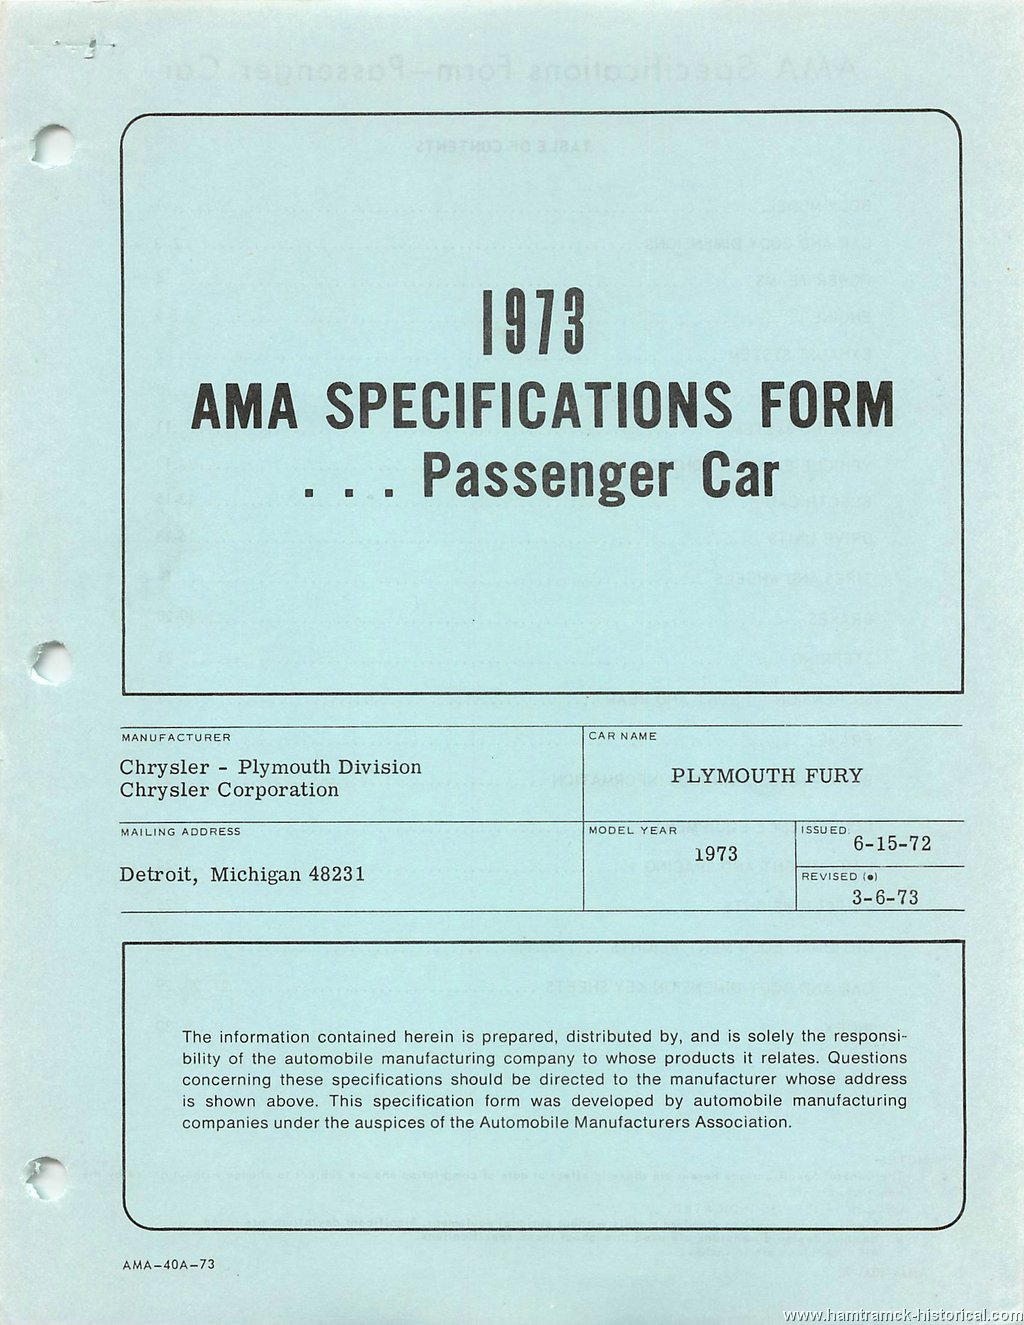 1973
AMA SPECIFICATIONS FORM
. . . Passenger Car
MANUFACTURER
Chrysler - Plymouth Division
Chrysler Corporation
CAR NAME
PLYMOUTH FURY
MAILING ADDRESS
Detroit, Michigan 48231
MODEL YEAR
1973
ISSUED:
6-15-72
REVISED (•)
3-6-73
The information contained herein is prepared, distributed by, and is solely the responsi-
bility of the automobile manufacturing company to whose products it relates. Questions
concerning these specifications should be directed to the manufacturer whose address
is shown above. This specification form was developed by automobile manufacturing
companies under the auspices of the Automobile Manufacturers Association.
AMA-40A-73
www.hamtramck-historical.com